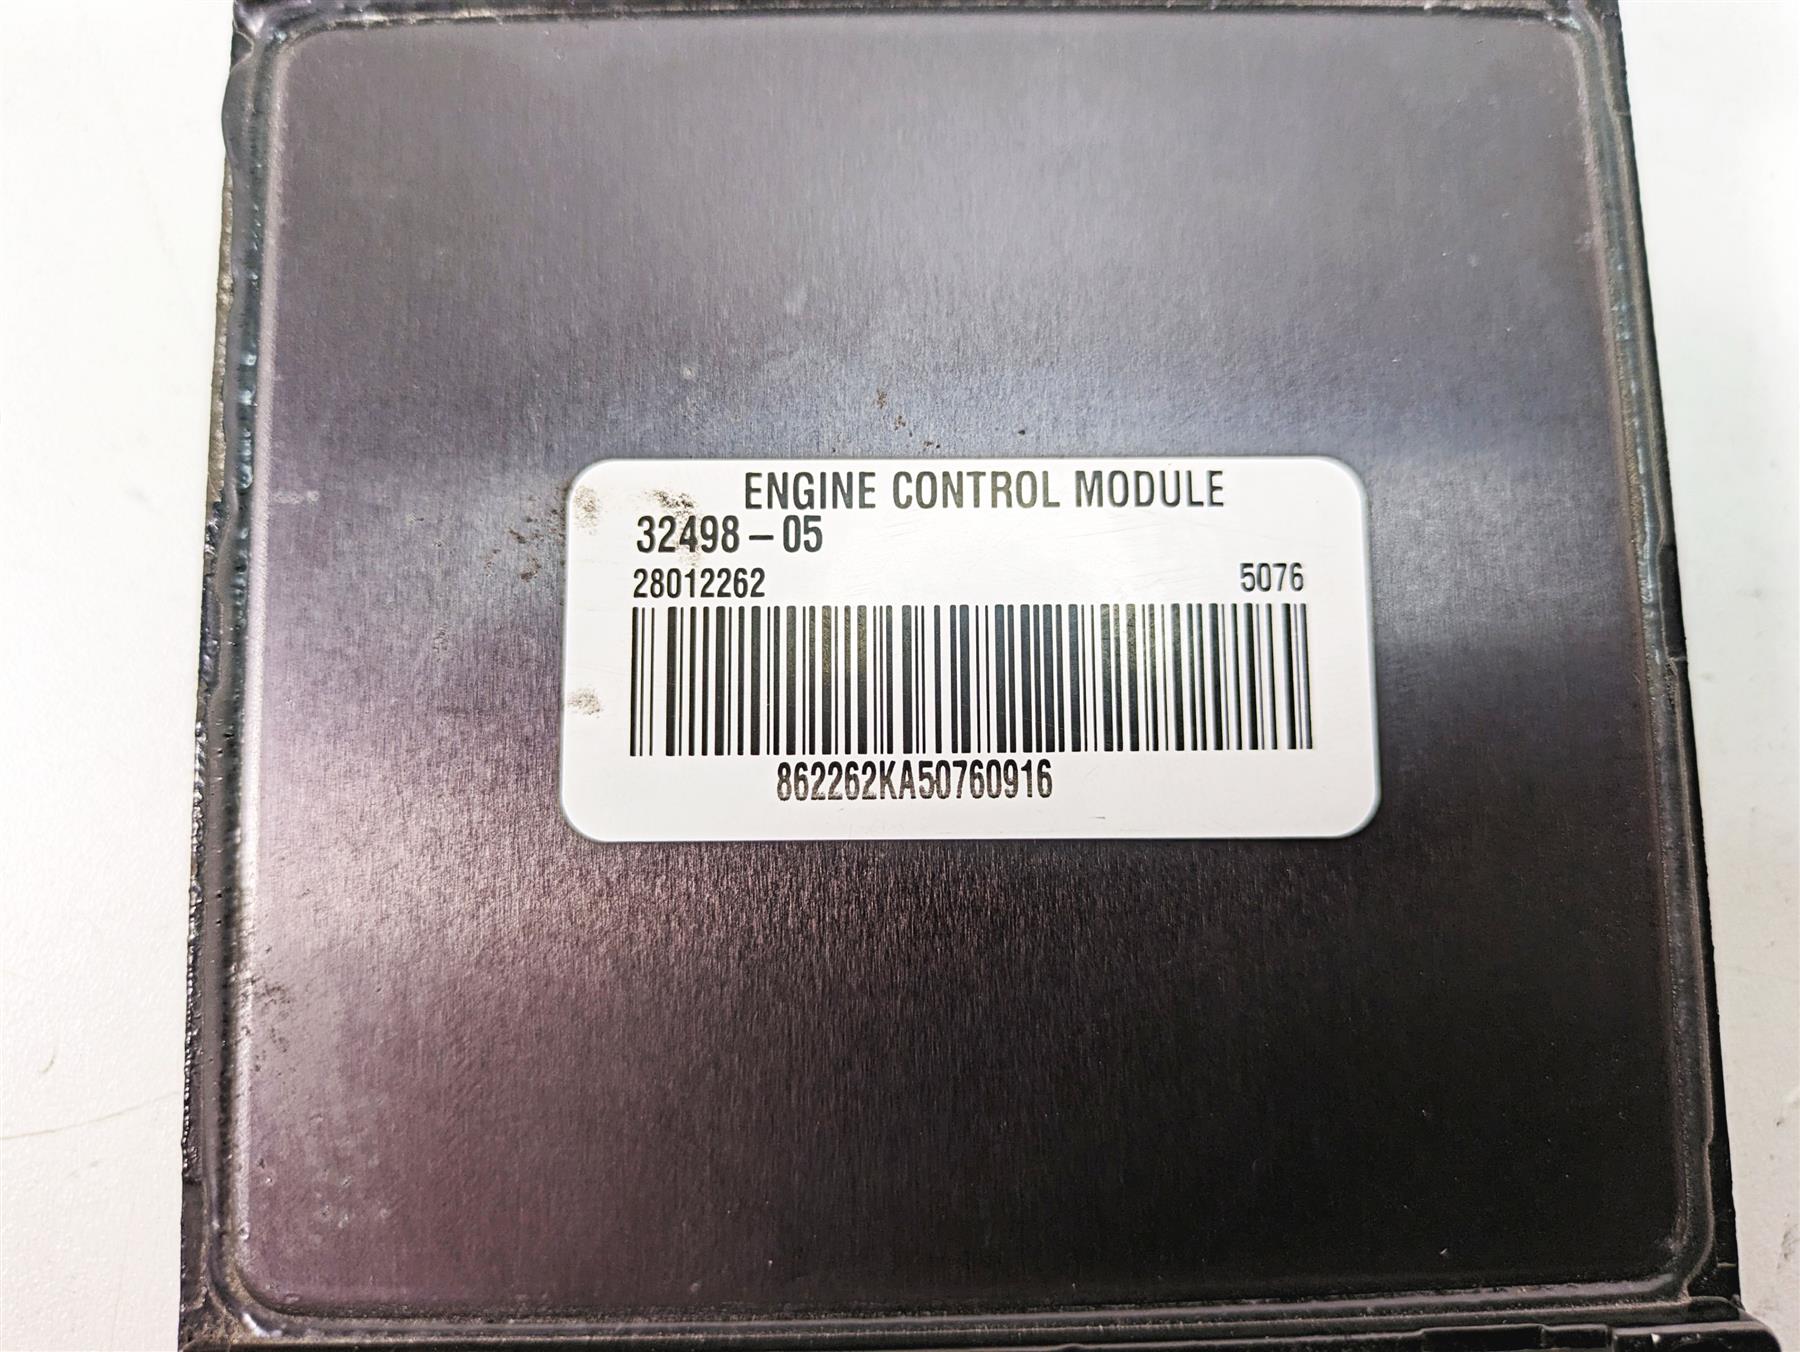 ENGINE CONTROL MODULE
32498-05
28012262 5076
862262KA50760916